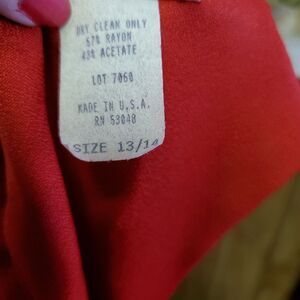 DRY CLEAN ONLY
57% RAYON
43% ACETATE
LOT 7060
MADE IN U.S.A.
RN 53048
SIZE 13/14